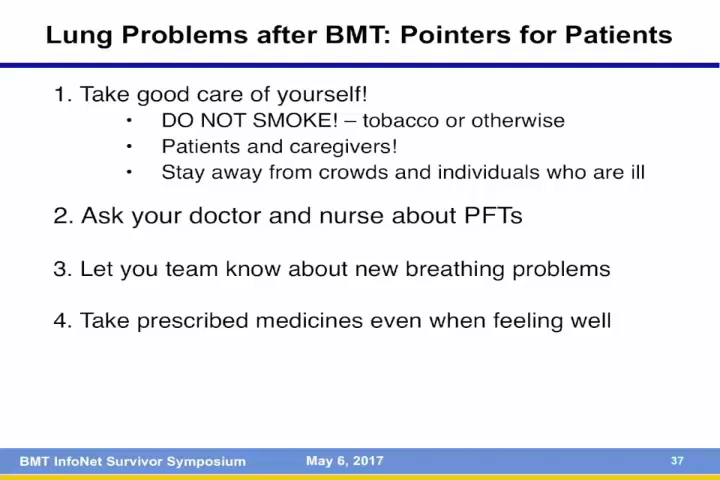 Lung Problems after BMT: Pointers for Patients
1. Take good care of yourself!
• DO NOT SMOKE! – tobacco or otherwise
• Patients and caregivers!
• Stay away from crowds and individuals who are ill
2. Ask your doctor and nurse about PFTs
3. Let you team know about new breathing problems
4. Take prescribed medicines even when feeling well
BMT InfoNet Survivor Symposium May 6, 2017 37